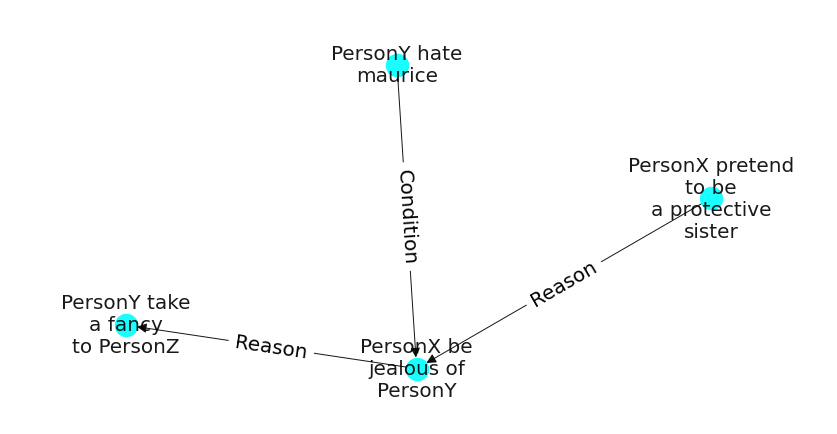 PersonY hate
maurice
PersonX pretend
to be
a protective
sister
Condition
Reason
PersonY take
a fancy
to PersonZ
Reason
PersonX be
jealous of
PersonY